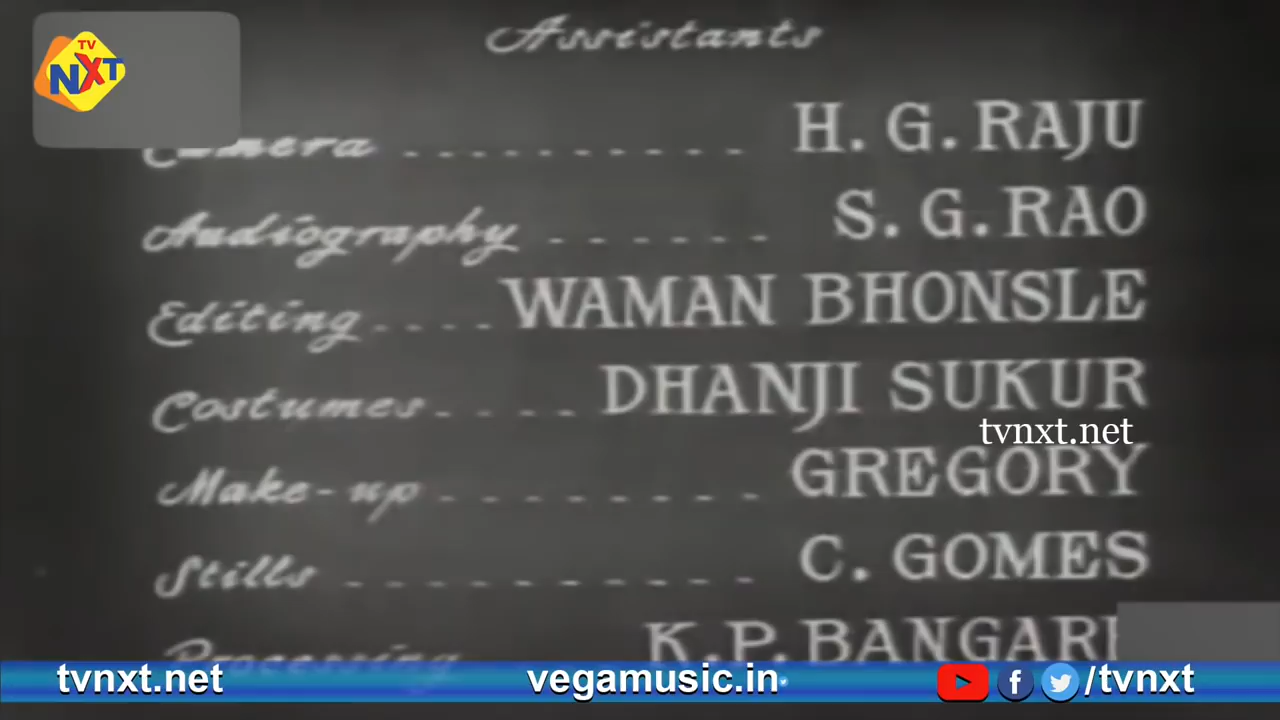 Assistants
TV
NXT
Camera .......... H. G. RAJU
Audiography ...... S. G. RAO
Editing .... WAMAN BHONSLE
Costumes .... DHANJI SUKUR
tvnxt.net
Make-up ......... GREGORY
Stills .......... C. GOMES
Processing K. P.
tvnxt.net vegamusic.in /tvnxt